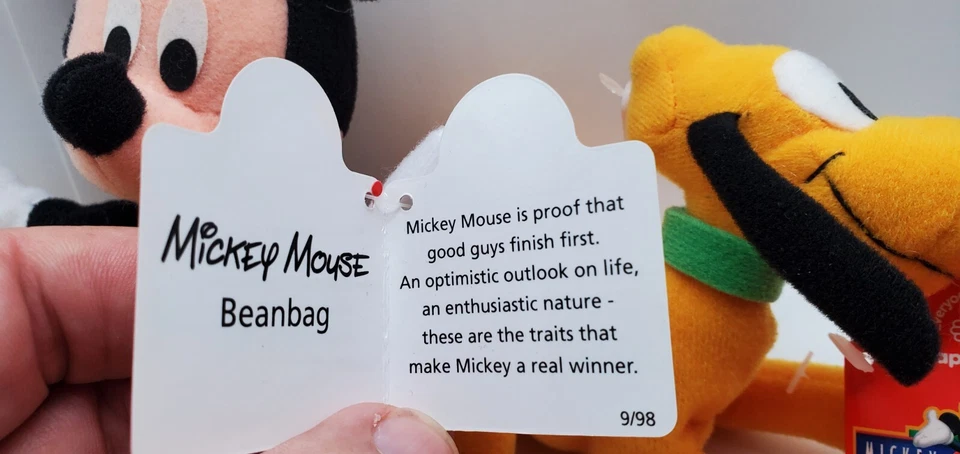 Mickey Mouse
Beanbag
Mickey Mouse is proof that
good guys finish first.
An optimistic outlook on life,
an enthusiastic nature -
these are the traits that
make Mickey a real winner.
9/98
MICKEY